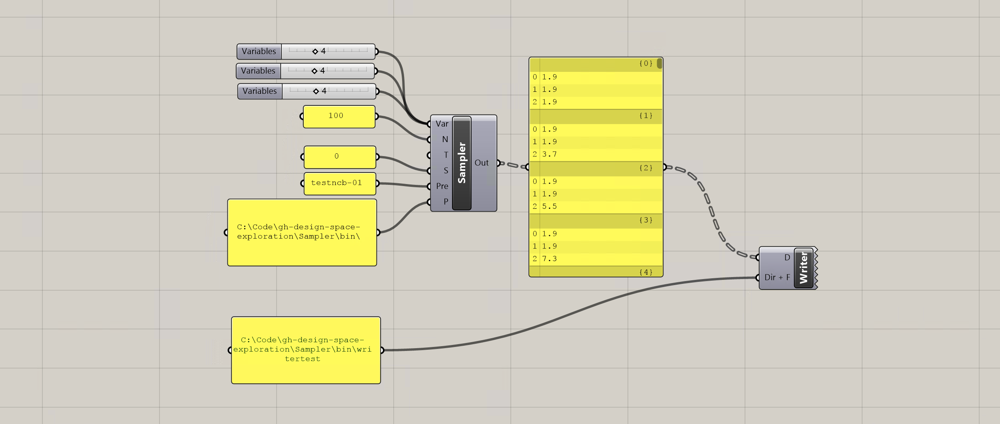 Variables 4
Variables 4
Variables 4
100
0
testncb-01
C:\Code\gh-design-space-
exploration\Sampler\bin\
Var
N
T
S
Pre
P
Sampler
Out
{0}
0 1.9
1 1.9
2 1.9
{1}
0 1.9
1 1.9
2 3.7
{2}
0 1.9
1 1.9
2 5.5
{3}
0 1.9
1 1.9
2 7.3
{4}
D
Dir + F
Writer
C:\Code\gh-design-space-
exploration\Sampler\bin\wri
tertest